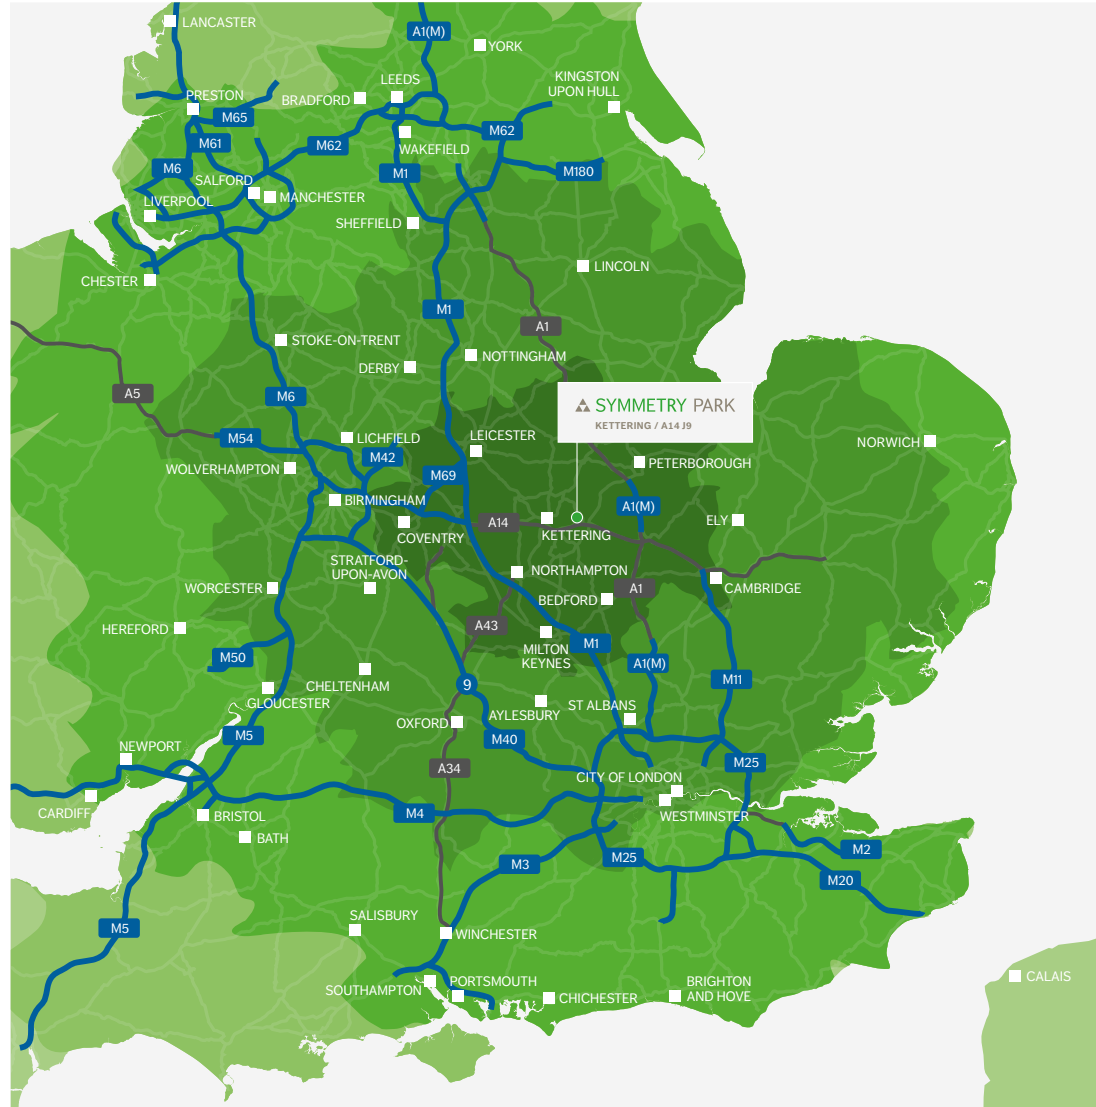 LANCASTER
A1(M)
YORK
LEEDS
KINGSTON
UPON HULL
PRESTON
BRADFORD
M65
M61
M62
M62
WAKEFIELD
M6
M1
M180
SALFORD
MANCHESTER
LIVERPOOL
SHEFFIELD
CHESTER
LINCOLN
M1
A1
STOKE-ON-TRENT
NOTTINGHAM
DERBY
A5
M6
SYMMETRY PARK
KETTERING / A14 J9
M54
LICHFIELD
LEICESTER
NORWICH
M42
WOLVERHAMPTON
M69
PETERBOROUGH
BIRMINGHAM
A1(M)
A14
ELY
COVENTRY
KETTERING
STRATFORD-
UPON-AVON
NORTHAMPTON
WORCESTER
BEDFORD
A1
CAMBRIDGE
HEREFORD
A43
M50
MILTON
KEYNES
M1
A1(M)
M11
CHELTENHAM
9
GLOUCESTER
OXFORD
AYLESBURY
ST ALBANS
M5
M40
NEWPORT
A34
M25
CITY OF LONDON
CARDIFF
BRISTOL
M4
WESTMINSTER
BATH
M3
M25
M2
M20
M5
SALISBURY
WINCHESTER
SOUTHAMPTON
PORTSMOUTH
CHICHESTER
BRIGHTON
AND HOVE
CALAIS